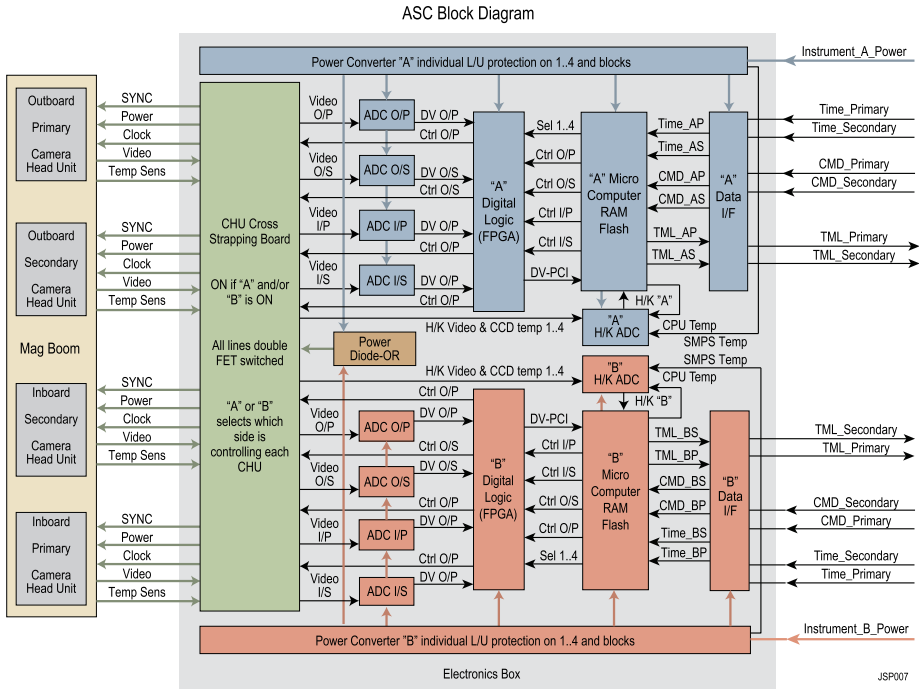 ASC Block Diagram
Power Converter "A" individual L/U protection on 1..4 and blocks
Instrument_A_Power
Outboard
Primary
Camera
Head Unit
SYNC
Power
Clock
Video
Temp Sens
Outboard
Secondary
Camera
Head Unit
SYNC
Power
Clock
Video
Temp Sens
Mag Boom
Inboard
Secondary
Camera
Head Unit
SYNC
Power
Clock
Video
Temp Sens
Inboard
Primary
Camera
Head Unit
SYNC
Power
Clock
Video
Temp Sens
CHU Cross
Strapping Board
ON if "A" and/or
"B" is ON
All lines double
FET switched
"A" or "B"
selects which
side is
controlling each
CHU
Video
O/P
ADC O/P
DV O/P
Ctrl O/P
Video
O/S
ADC O/S
DV O/S
Ctrl O/S
Video
I/P
ADC I/P
DV O/P
Ctrl O/P
Video
I/S
ADC I/S
DV O/P
Ctrl O/P
"A"
Digital
Logic
(FPGA)
Sel 1..4
Ctrl O/P
Ctrl O/S
Ctrl I/P
Ctrl I/S
DV-PCI
"A" Micro
Computer
RAM
Flash
Time_AP
Time_AS
CMD_AP
CMD_AS
TML_AP
TML_AS
"A"
Data
I/F
Time_Primary
Time_Secondary
CMD_Primary
CMD_Secondary
TML_Primary
TML_Secondary
H/K "A"
H/K Video & CCD temp 1..4
"A"
H/K ADC
CPU Temp
SMPS Temp
Power
Diode-OR
H/K Video & CCD temp 1..4
"B"
H/K ADC
SMPS Temp
CPU Temp
H/K "B"
Ctrl O/P
Video
O/P
ADC O/P
DV O/P
Ctrl O/S
Video
O/S
ADC O/S
DV O/S
Ctrl O/P
Video
I/P
ADC I/P
DV O/P
Ctrl O/P
Video
I/S
ADC I/S
DV O/P
"B"
Digital
Logic
(FPGA)
DV-PCI
Ctrl I/P
Ctrl I/S
Ctrl O/S
Ctrl O/P
Sel 1..4
"B"
Micro
Computer
RAM
Flash
TML_BS
TML_BP
CMD_BS
CMD_BP
Time_BS
Time_BP
"B"
Data
I/F
TML_Secondary
TML_Primary
CMD_Secondary
CMD_Primary
Time_Secondary
Time_Primary
Power Converter "B" individual L/U protection on 1..4 and blocks
Instrument_B_Power
Electronics Box
JSP007